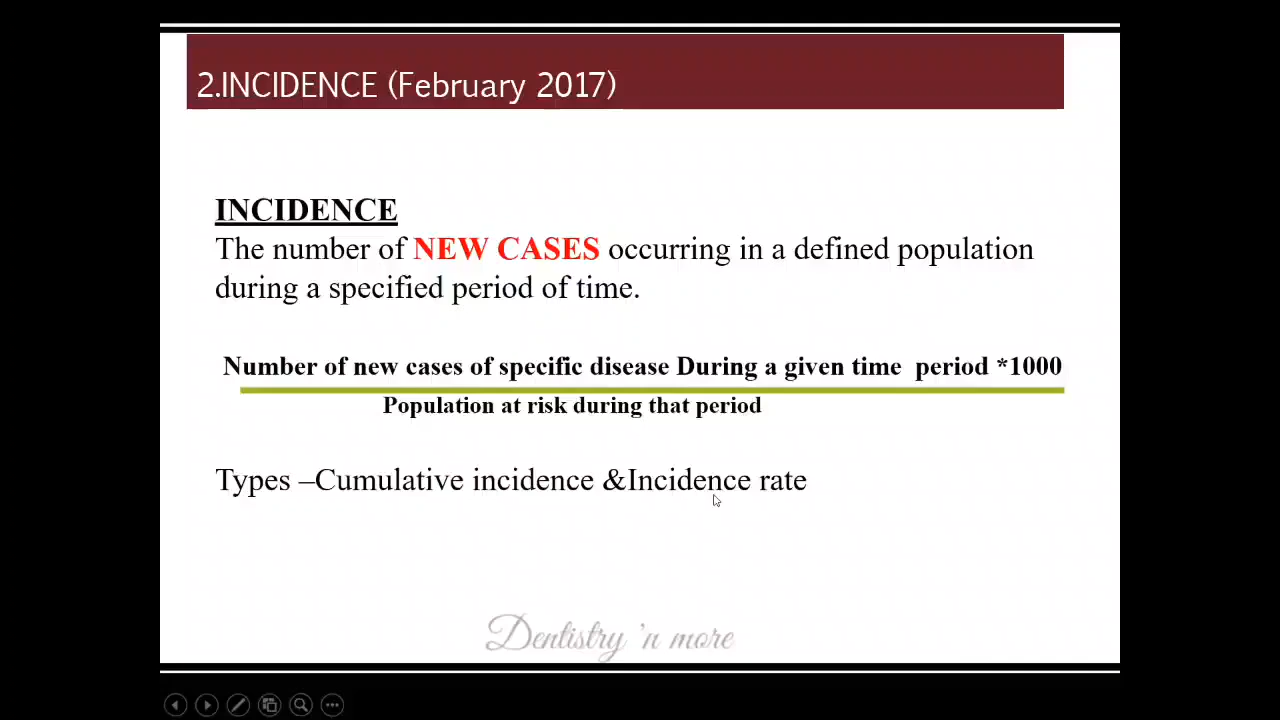 2.INCIDENCE (February 2017)
INCIDENCE
The number of NEW CASES occurring in a defined population
during a specified period of time.
Number of new cases of specific disease During a given time period *1000
Population at risk during that period
Types –Cumulative incidence &Incidence rate
Dentistry 'n more